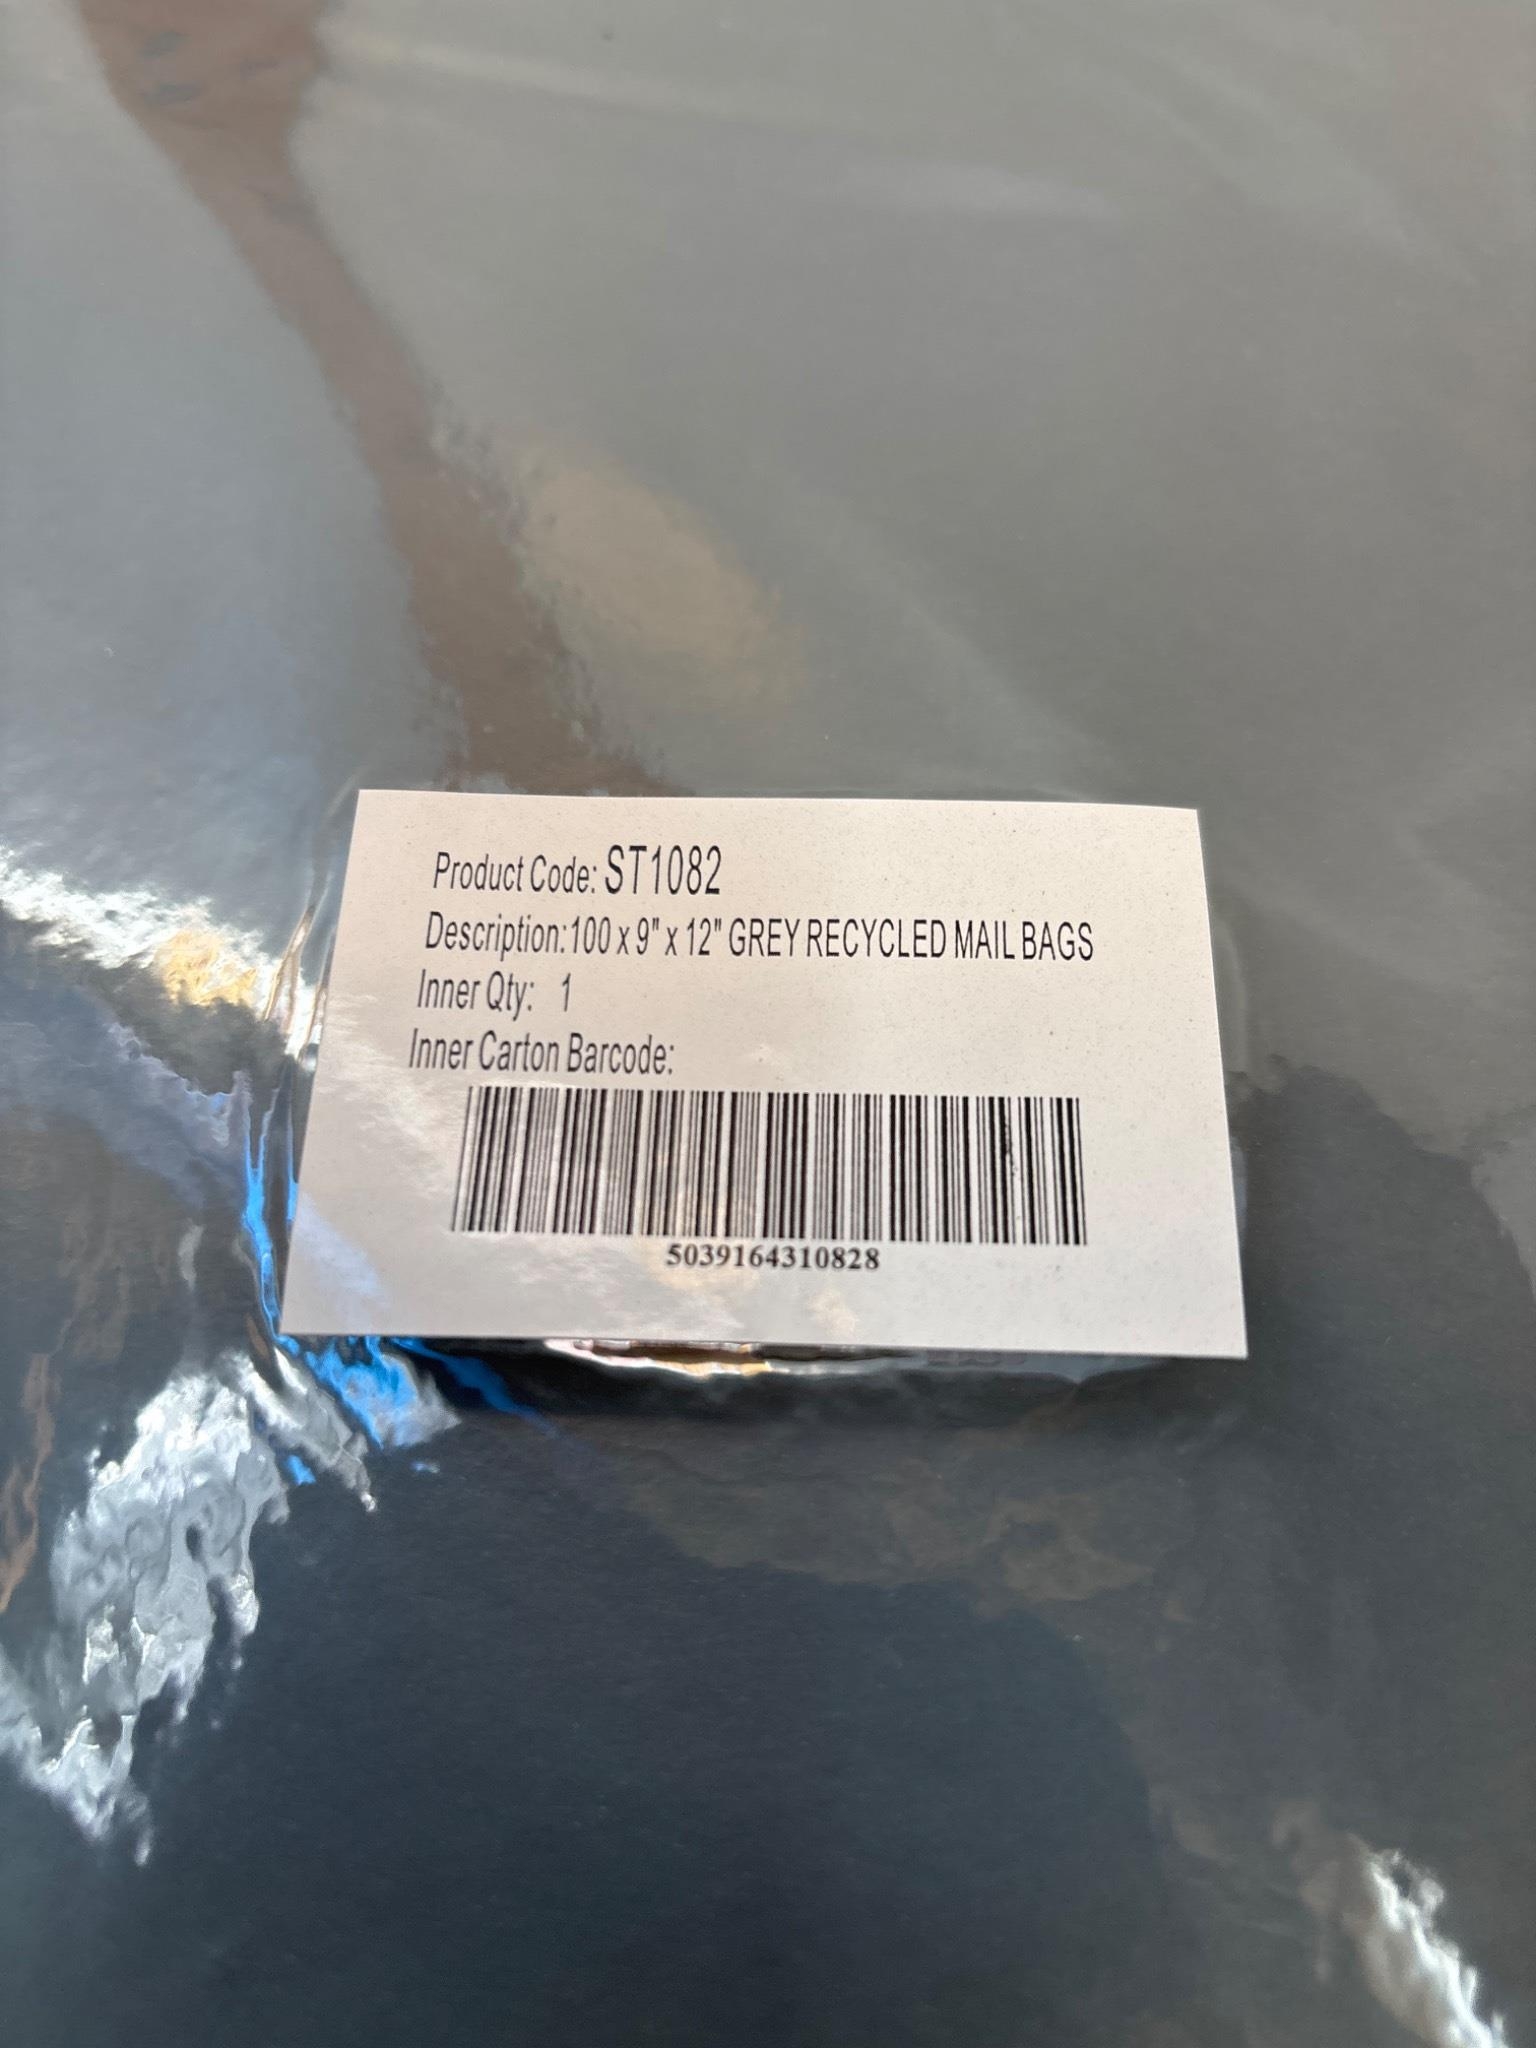 Product Code: ST1082
Description:100 x 9" x 12" GREY RECYCLED MAIL BAGS
Inner Qty: 1
Inner Carton Barcode:
5039164310828